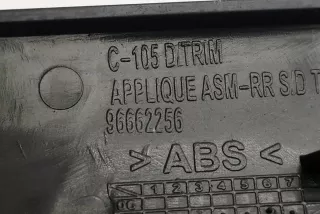 C-105 D/TRIM
APPLIQUE ASM-RR S.D T
96662256
> ABS <
1 2 3 4 5 6 7